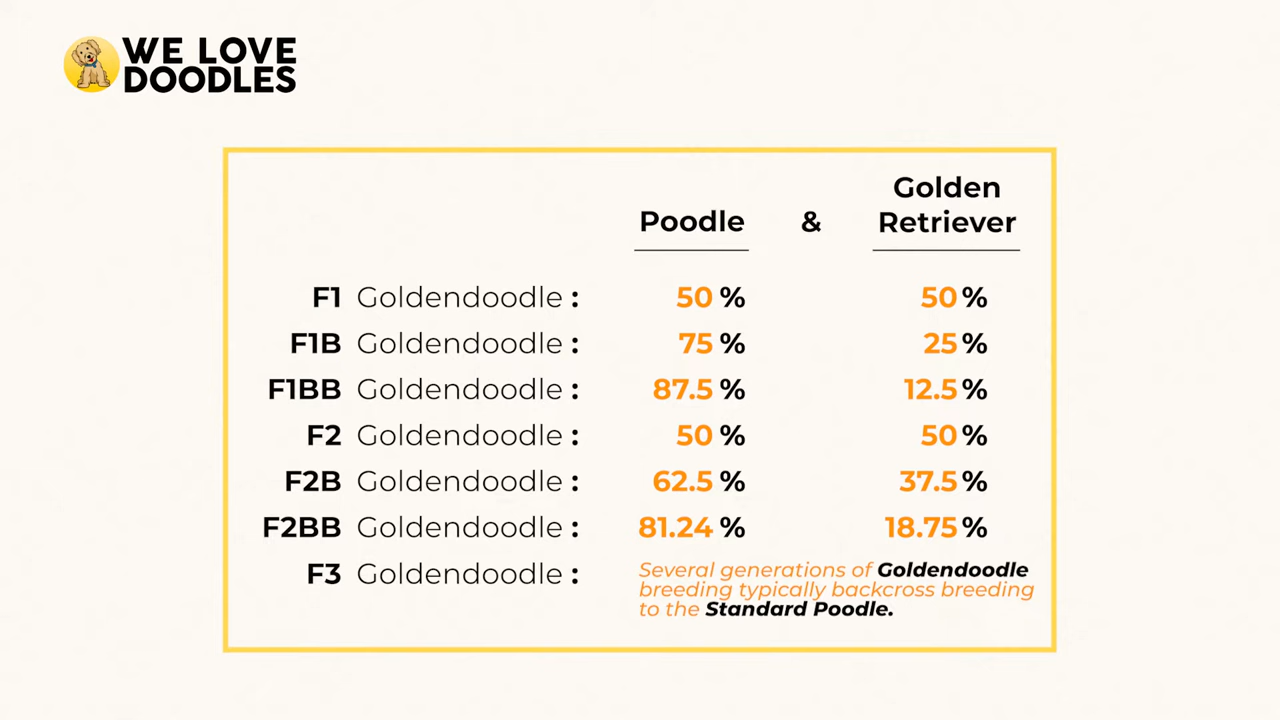 WE LOVE
DOODLES
Poodle & Golden Retriever
F1 Goldendoodle : 50 % 50 %
F1B Goldendoodle : 75 % 25 %
F1BB Goldendoodle : 87.5 % 12.5 %
F2 Goldendoodle : 50 % 50 %
F2B Goldendoodle : 62.5 % 37.5 %
F2BB Goldendoodle : 81.24 % 18.75 %
F3 Goldendoodle : Several generations of Goldendoodle
breeding typically backcross breeding
to the Standard Poodle.